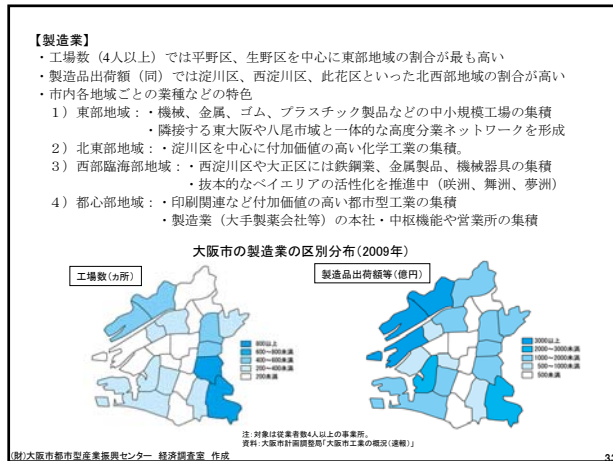 【製造業】
・工場数（4人以上）では平野区、生野区を中心に東部地域の割合が最も高い
・製造品出荷額（同）では淀川区、西淀川区、此花区といった北西部地域の割合が高い
・市内各地域ごとの業種などの特色
1）東部地域：・機械、金属、ゴム、プラスチック製品などの中小規模工場の集積
・隣接する東大阪や八尾市域と一体的な高度分業ネットワークを形成
2）北東部地域：・淀川区を中心に付加価値の高い化学工業の集積。
3）西部臨海部地域：・西淀川区や大正区には鉄鋼業、金属製品、機械器具の集積
・抜本的なベイエリアの活性化を推進中（咲洲、舞洲、夢洲）
4）都心部地域：・印刷関連など付加価値の高い都市型工業の集積
・製造業（大手製薬会社等）の本社・中枢機能や営業所の集積
大阪市の製造業の区別分布（2009年）
工場数（ヵ所）
800以上
600～800未満
400～600未満
200～400未満
200未満
製造品出荷額等（億円）
3000以上
2000～3000未満
1000～2000未満
500～1000未満
500未満
注：対象は従業者数4人以上の事業所。
資料：大阪市計画調整局「大阪市工業の概況（速報）」
(財)大阪市都市型産業振興センター 経済調査室 作成